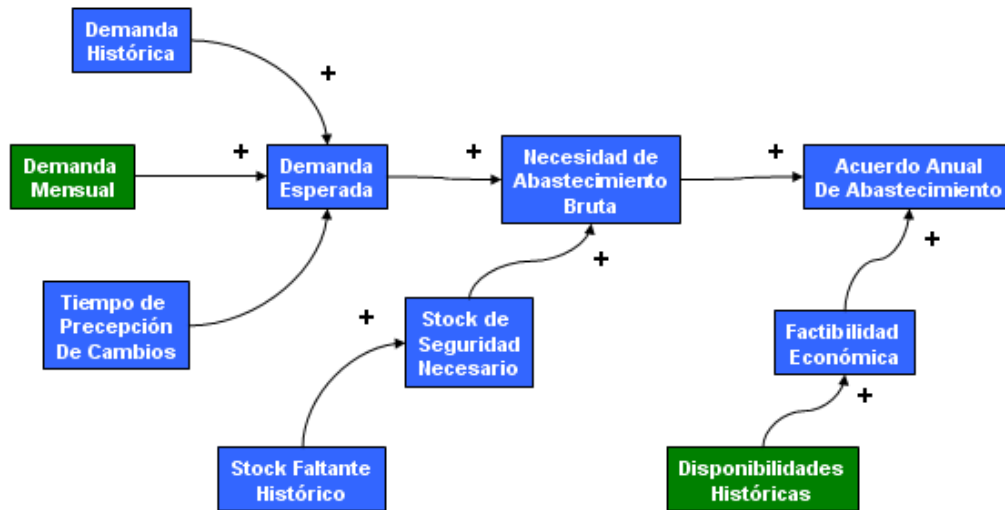 Demanda
Histórica
+
Demanda
Mensual
+
Demanda
Esperada
+
Necesidad de
Abastecimiento
Bruta
+
Acuerdo Anual
De Abastecimiento
+
+
Tiempo de
Precepción
De Cambios
+
Stock de
Seguridad
Necesario
Factibilidad
Económica
+
Stock Faltante
Histórico
Disponibilidades
Históricas